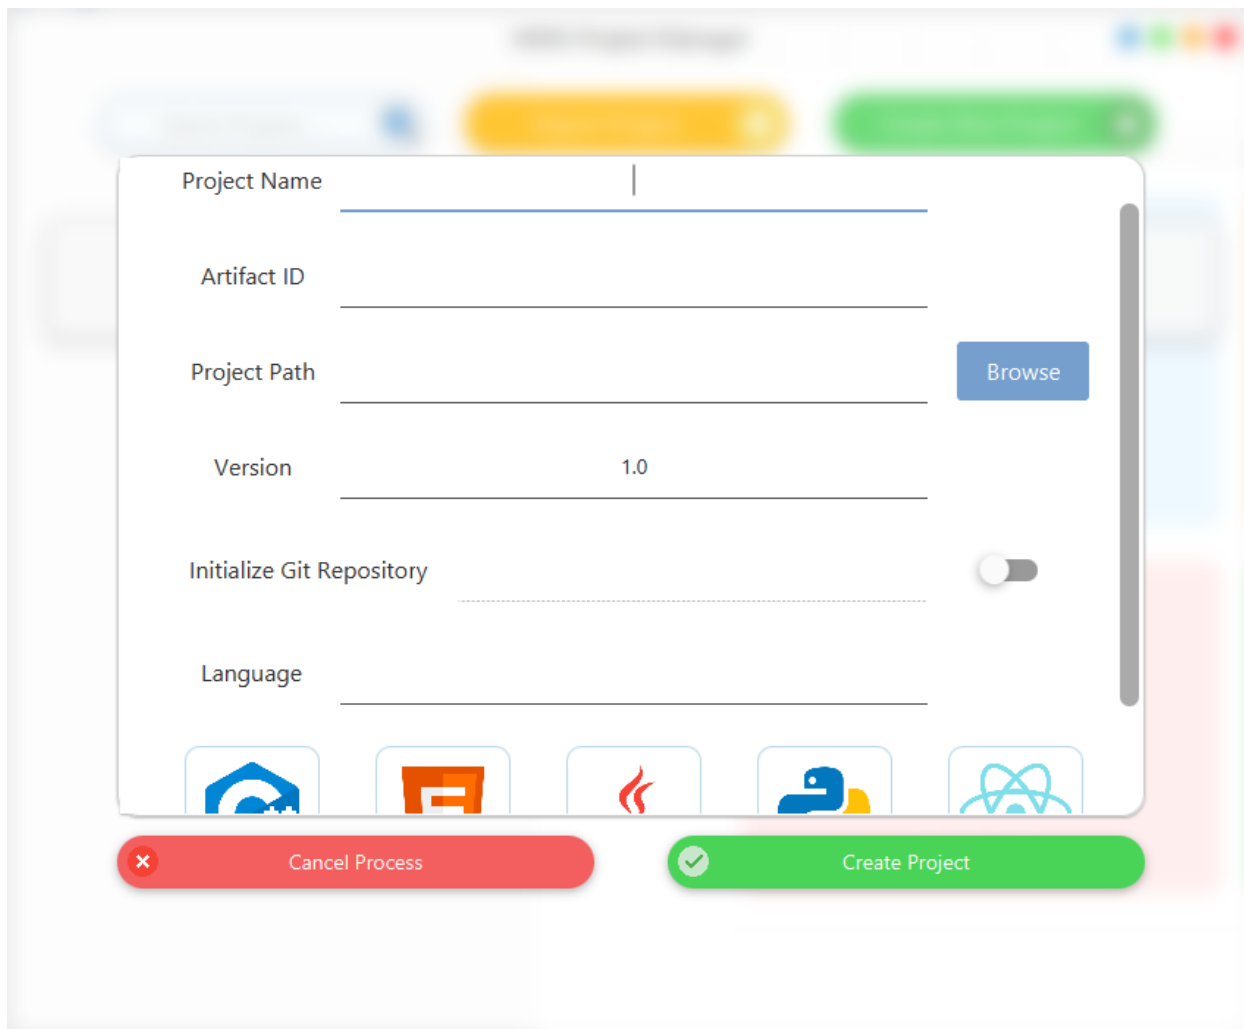 Project Name
Artifact ID
Project Path
Browse
Version
1.0
Initialize Git Repository
Language
Cancel Process
Create Project